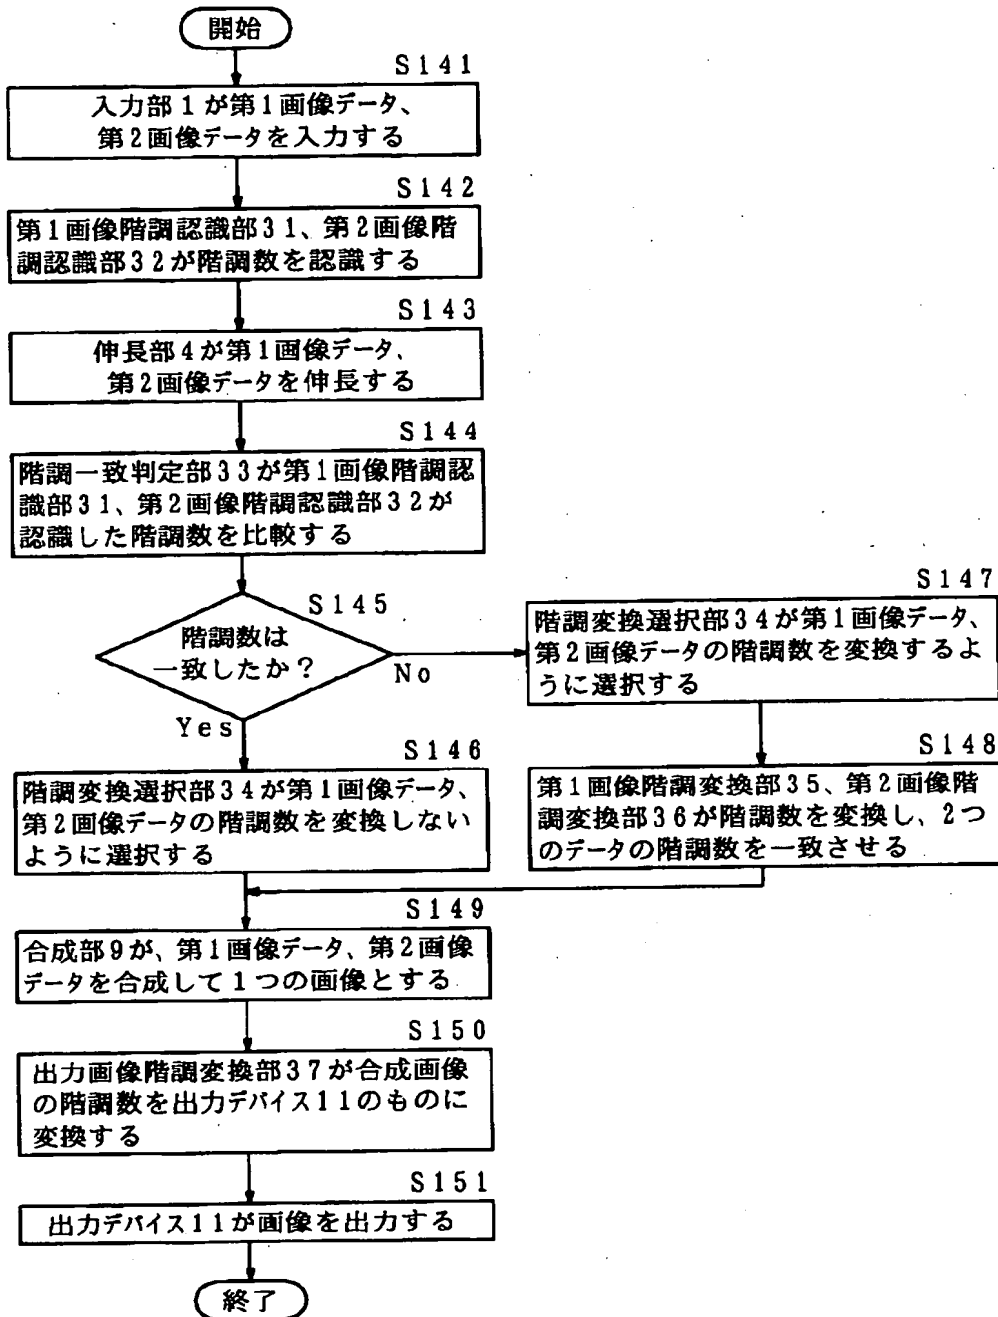 開始
S141
入力部1が第1画像データ、
第2画像データを入力する
S142
第1画像階調認識部31、第2画像階
調認識部32が階調数を認識する
S143
伸長部4が第1画像データ、
第2画像データを伸長する
S144
階調一致判定部33が第1画像階調認
識部31、第2画像階調認識部32が
認識した階調数を比較する
S145
階調数は
一致したか?
No
Yes
S147
階調変換選択部34が第1画像データ、
第2画像データの階調数を変換するよ
うに選択する
S148
第1画像階調変換部35、第2画像階
調変換部36が階調数を変換し、2つ
のデータの階調数を一致させる
S146
階調変換選択部34が第1画像データ、
第2画像データの階調数を変換しない
ように選択する
S149
合成部9が、第1画像データ、第2画像
データを合成して1つの画像とする
S150
出力画像階調変換部37が合成画像
の階調数を出力デバイス11のものに
変換する
S151
出力デバイス11が画像を出力する
終了